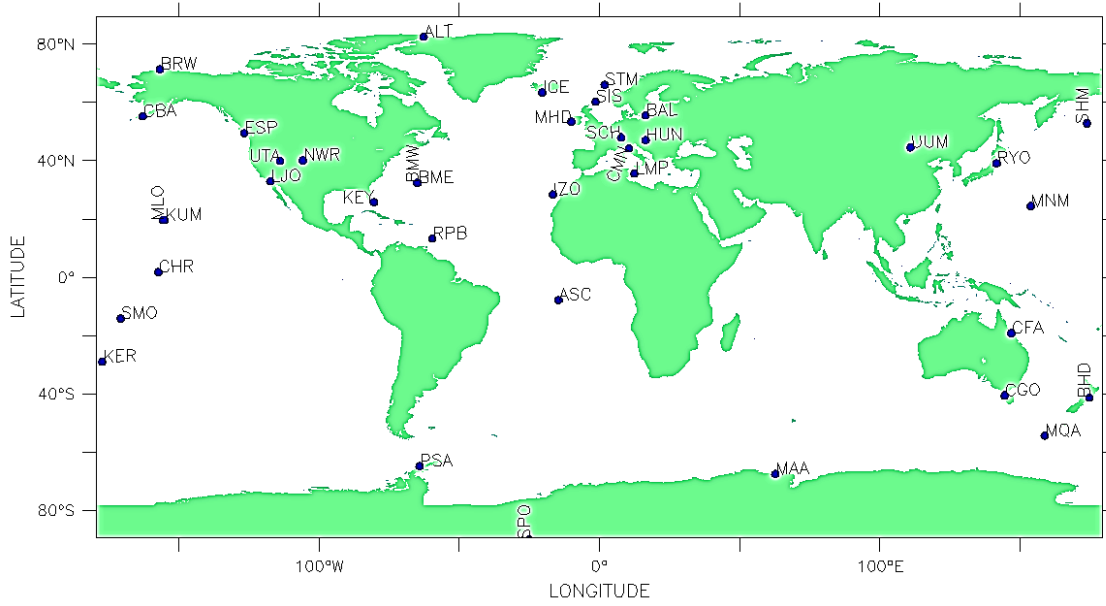 ALT
80°N
BRW
STM
ICE
SIS
CBA
MHD
BAL
SHM
ESP
SCH
HUN
UUM
40°N
UTA
NWR
BMW
CMN
RYO
LJO
BME
LMP
KEY
IZO
MLO
KUM
MNM
RPB
LATITUDE
0°
CHR
ASC
SMO
CFA
KER
40°S
CGO
BHD
MQA
PSA
MAA
80°S
SPO
100°W
0°
100°E
LONGITUDE